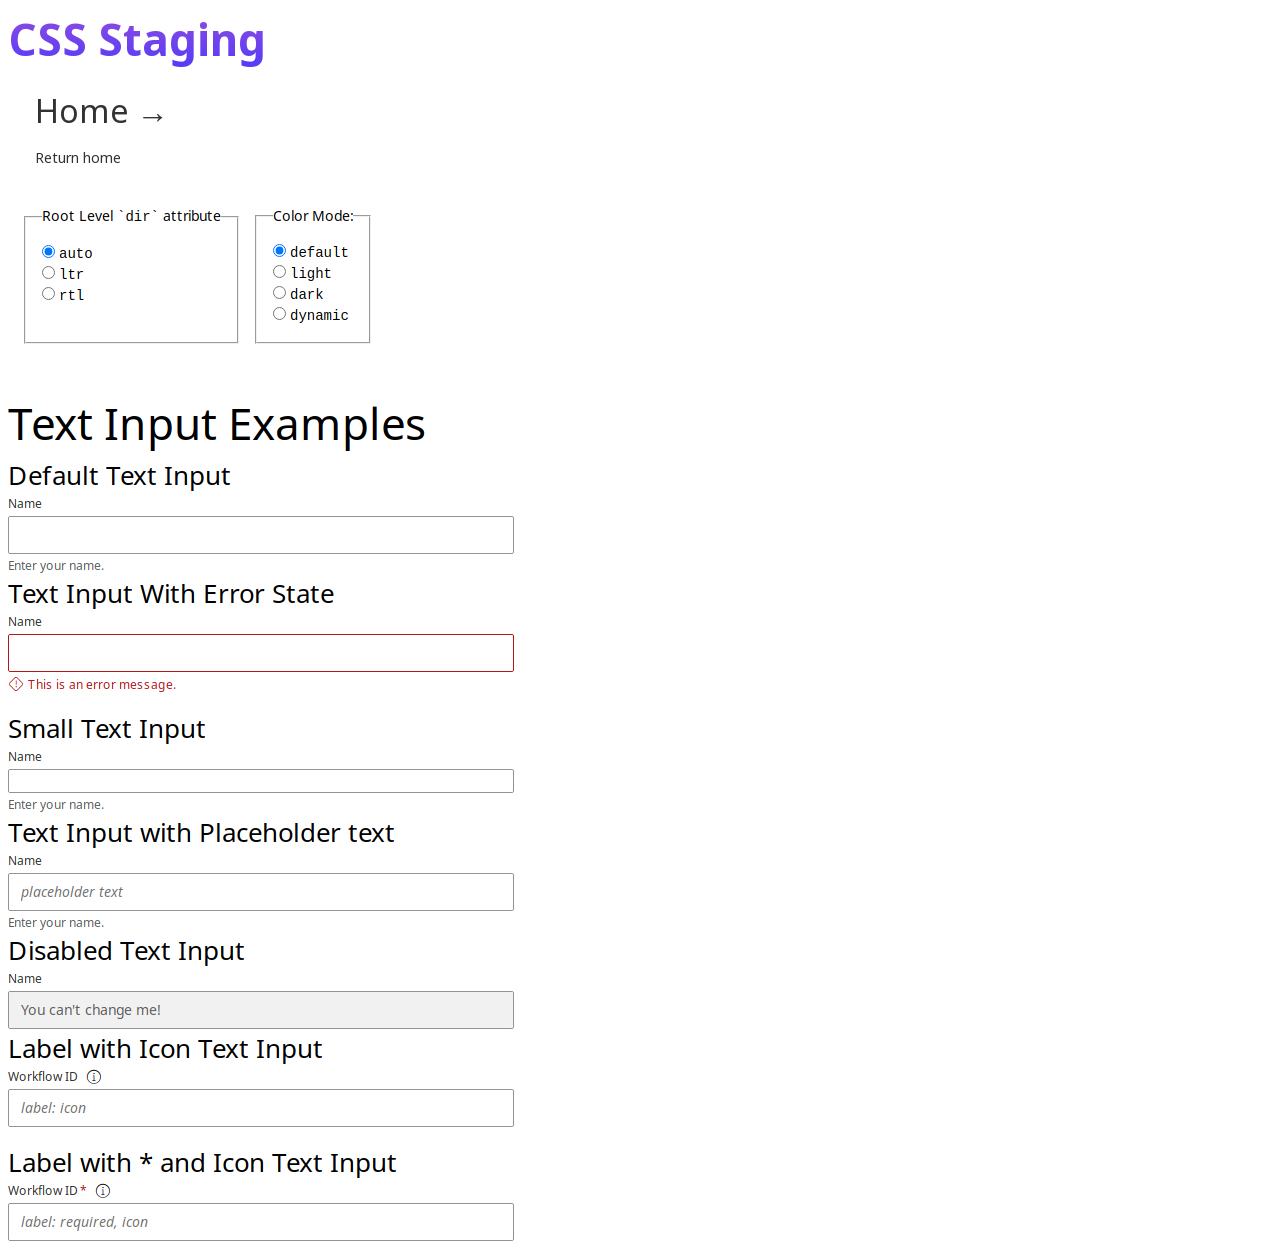 CSS Staging
Home →
Return home
Root Level `dir` attribute
auto
ltr
rtl
Color Mode:
default
light
dark
dynamic
Text Input Examples
Default Text Input
Name
Enter your name.
Text Input With Error State
Name
This is an error message.
Small Text Input
Name
Enter your name.
Text Input with Placeholder text
Name
placeholder text
Enter your name.
Disabled Text Input
Name
You can't change me!
Label with Icon Text Input
Workflow ID
label: icon
Label with * and Icon Text Input
Workflow ID *
label: required, icon